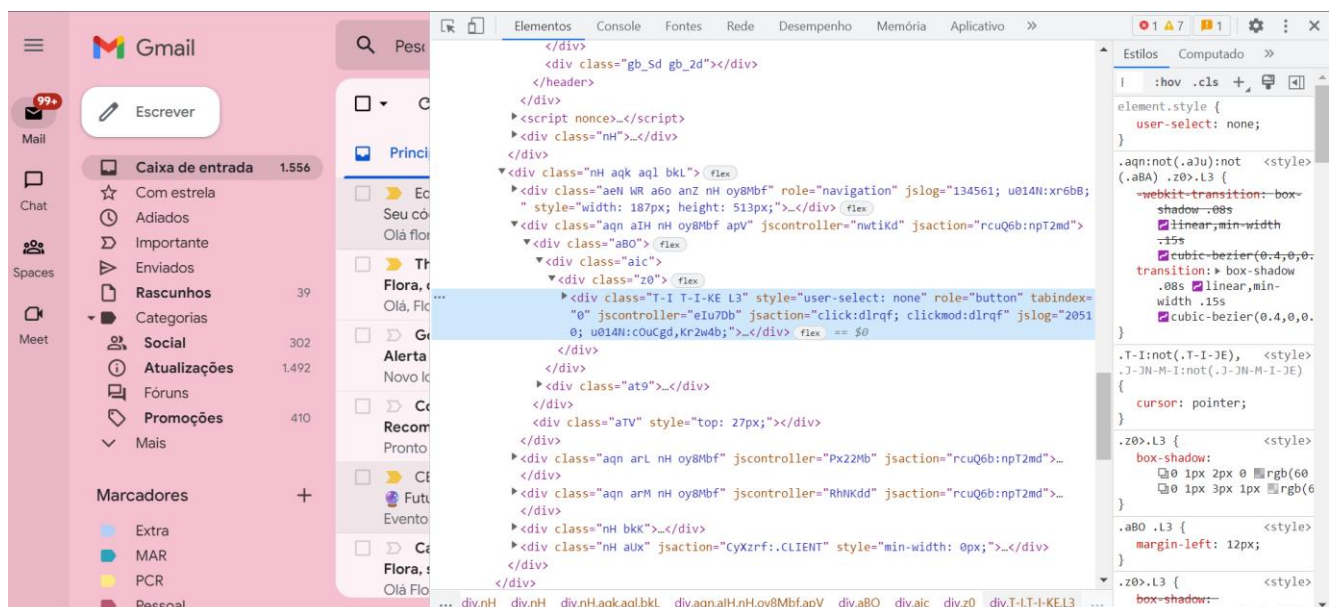 Gmail
Pesc
99+
Mail
Chat
Spaces
Meet
Escrever
Caixa de entrada 1.556
Com estrela
Adiados
Importante
Enviados
Rascunhos 39
Categorias
Social 302
Atualizações 1.492
Fóruns
Promoções 410
Mais
Marcadores +
Extra
MAR
PCR
Pessoal
Princi
Seu có
Olá flor
Th
Flora, 
Olá, Flo
Alerta
Novo lo
Recom
Pronto
Futu
Evento
Ca
Flora, s
Olá Flo
Elementos Console Fontes Rede Desempenho Memória Aplicativo »
</div>
<div class="gb_Sd gb_2d"></div>
</header>
</div>
<script nonce>…</script>
<div class="nH">…</div>
</div>
<div class="nH aqk aql bkL"> flex
<div class="aeN WR a6o anZ nH oy8Mbf" role="navigation" jslog="134561; u014N:xr6bB;
" style="width: 187px; height: 513px;">…</div> flex
<div class="aqn aIH nH oy8Mbf apV" jscontroller="nwtiKd" jsaction="rcuQ6b:npT2md">
<div class="aBO"> flex
<div class="aic">
<div class="z0"> flex
… <div class="T-I T-I-KE L3" style="user-select: none" role="button" tabindex=
"0" jscontroller="eIu7Db" jsaction="click:dlrqf; clickmod:dlrqf" jslog="2051
0; u014N:cOuCgd,Kr2w4b;">…</div> flex == $0
</div>
</div>
<div class="at9">…</div>
</div>
<div class="aTV" style="top: 27px;"></div>
</div>
<div class="aqn arL nH oy8Mbf" jscontroller="Px22Mb" jsaction="rcuQ6b:npT2md">…
</div>
<div class="aqn arM nH oy8Mbf" jscontroller="RhNKdd" jsaction="rcuQ6b:npT2md">…
</div>
<div class="nH bkK">…</div>
<div class="nH aUx" jsaction="CyXzrf:.CLIENT" style="min-width: 0px;">…</div>
</div>
</div>
… div.nH div.nH div.nH.aqk.aql.bkL div.aqn.aIH.nH.oy8Mbf.apV div.aBO div.aic div.z0 div.T-I.T-I-KE.L3 …
1 7 1
Estilos Computado »
:hov .cls +
element.style {
user-select: none;
}
.aqn:not(.aJu):not <style>
(.aBA) .z0>.L3 {
-webkit-transition: box-
shadow .08s
linear,min-width
.15s
cubic-bezier(0.4,0,0.
transition: box-shadow
.08s linear,min-
width .15s
cubic-bezier(0.4,0,0.
}
.T-I:not(.T-I-JE), <style>
.J-JN-M-I:not(.J-JN-M-I-JE)
{
cursor: pointer;
}
.z0>.L3 { <style>
box-shadow:
0 1px 2px 0 rgb(60
0 1px 3px 1px rgb(6
}
.aBO .L3 { <style>
margin-left: 12px;
}
.z0>.L3 { <style>
box-shadow: